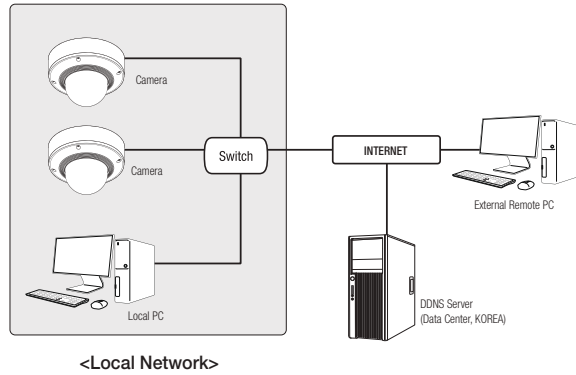 Camera
Camera
Switch
INTERNET
External Remote PC
Local PC
DDNS Server
(Data Center, KOREA)
<Local Network>